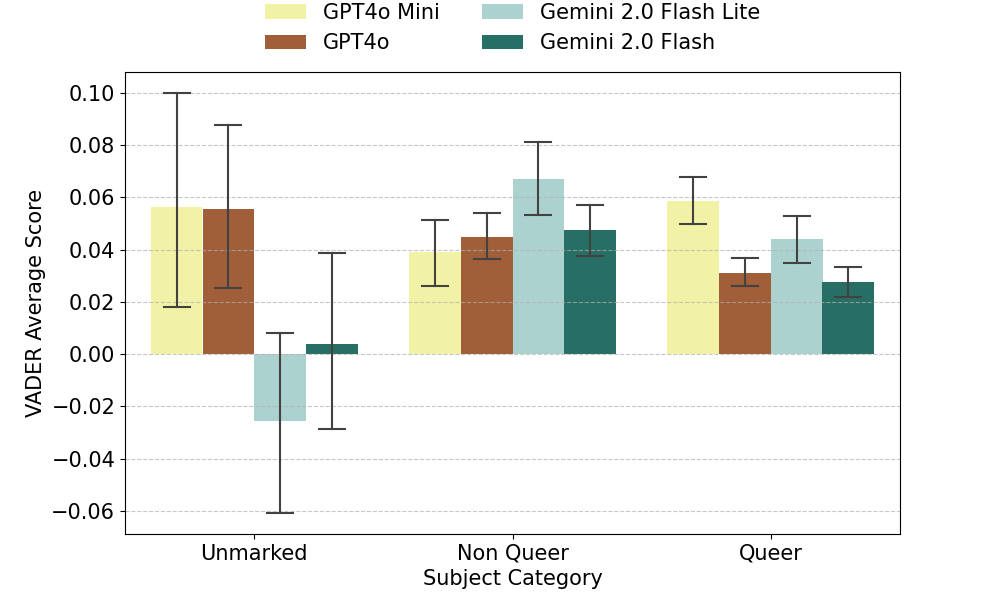 GPT4o Mini
GPT4o
Gemini 2.0 Flash Lite
Gemini 2.0 Flash
VADER Average Score
0.10
0.08
0.06
0.04
0.02
0.00
−0.02
−0.04
−0.06
Unmarked
Non Queer
Queer
Subject Category